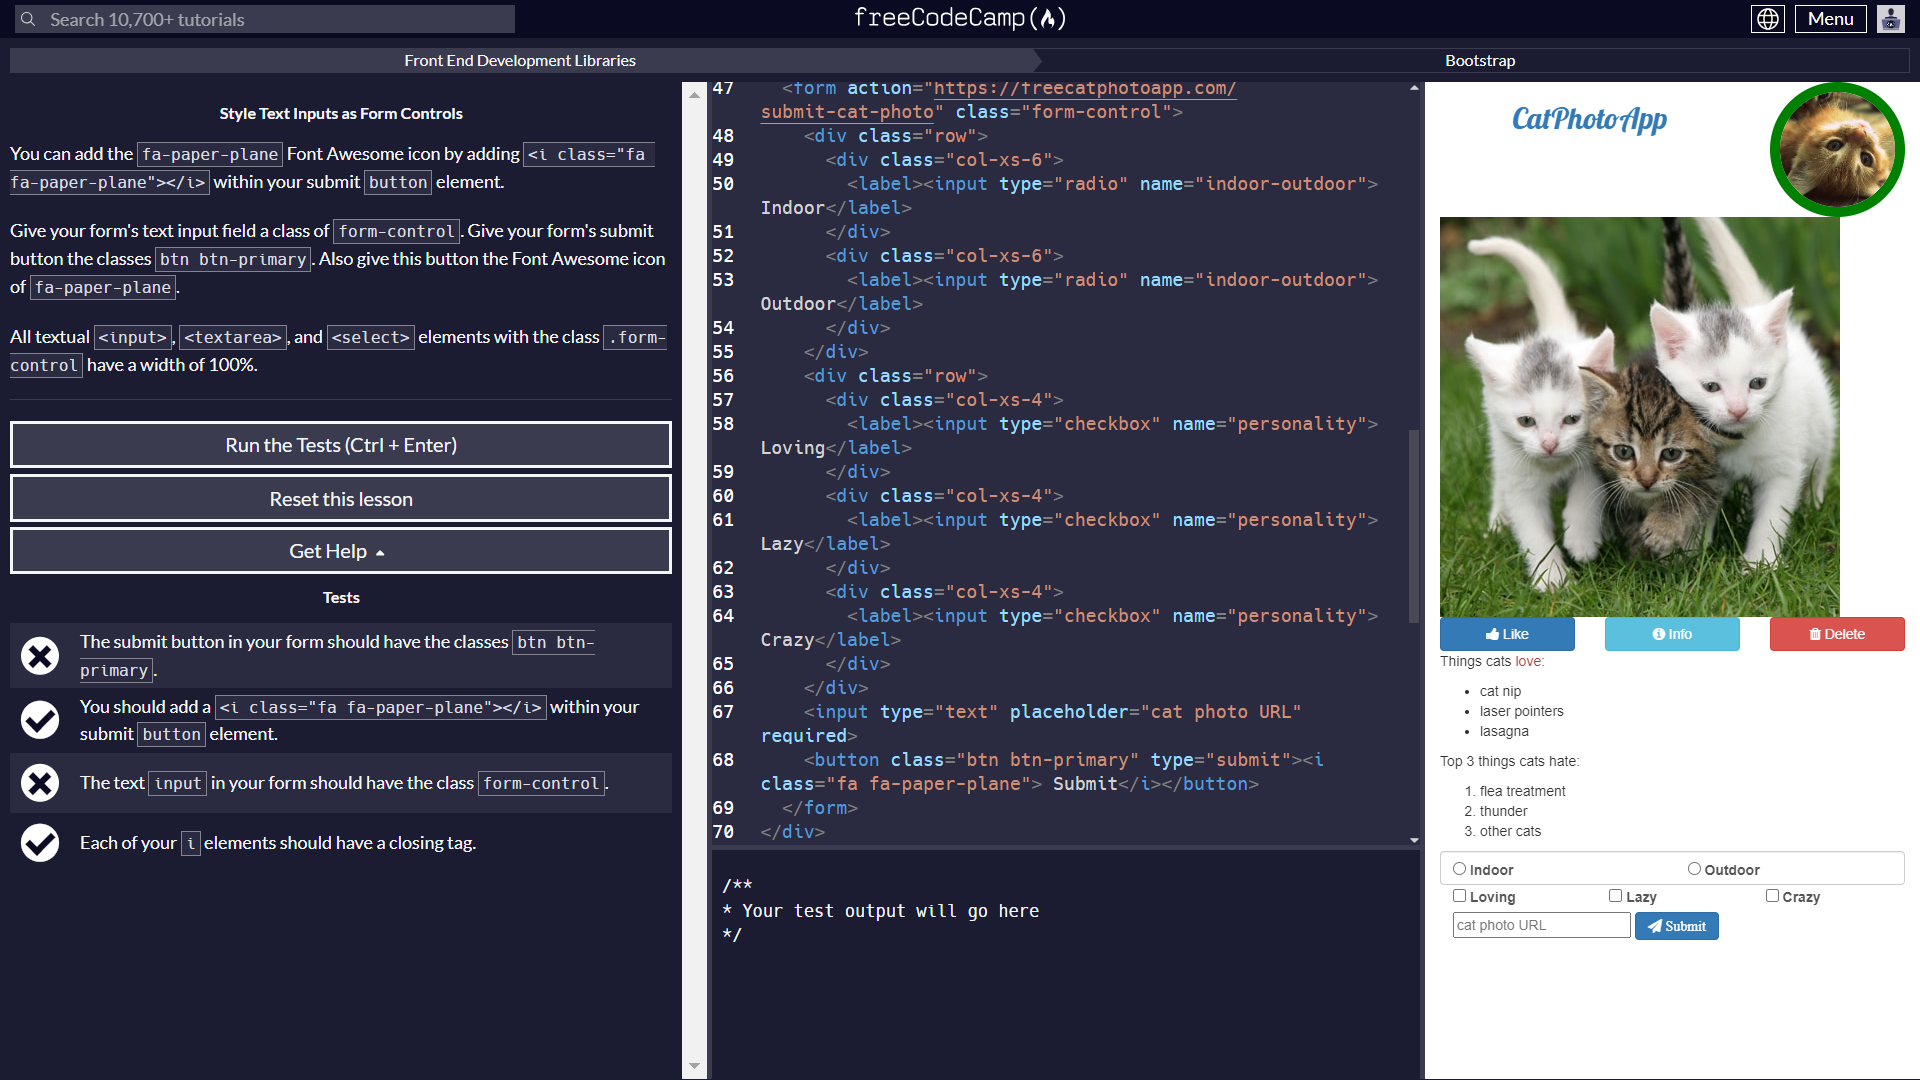 Search 10,700+ tutorials
freeCodeCamp
Menu
Front End Development Libraries
Bootstrap
Style Text Inputs as Form Controls
You can add the fa-paper-plane Font Awesome icon by adding <i class="fa
fa-paper-plane"></i> within your submit button element.
Give your form's text input field a class of form-control. Give your form's submit
button the classes btn btn-primary. Also give this button the Font Awesome icon
of fa-paper-plane.
All textual <input>, <textarea>, and <select> elements with the class .form-
control have a width of 100%.
Run the Tests (Ctrl + Enter)
Reset this lesson
Get Help
Tests
The submit button in your form should have the classes btn btn-
primary.
You should add a <i class="fa fa-paper-plane"></i> within your
submit button element.
The text input in your form should have the class form-control.
Each of your i elements should have a closing tag.
47 <form action="https://freecatphotoapp.com/
submit-cat-photo" class="form-control">
48 <div class="row">
49 <div class="col-xs-6">
50 <label><input type="radio" name="indoor-outdoor">
Indoor</label>
51 </div>
52 <div class="col-xs-6">
53 <label><input type="radio" name="indoor-outdoor">
Outdoor</label>
54 </div>
55 </div>
56 <div class="row">
57 <div class="col-xs-4">
58 <label><input type="checkbox" name="personality">
Loving</label>
59 </div>
60 <div class="col-xs-4">
61 <label><input type="checkbox" name="personality">
Lazy</label>
62 </div>
63 <div class="col-xs-4">
64 <label><input type="checkbox" name="personality">
Crazy</label>
65 </div>
66 </div>
67 <input type="text" placeholder="cat photo URL"
required>
68 <button class="btn btn-primary" type="submit"><i
class="fa fa-paper-plane"> Submit</i></button>
69 </form>
70 </div>
/**
* Your test output will go here
*/
CatPhotoApp
Like
Info
Delete
Things cats love:
• cat nip
• laser pointers
• lasagna
Top 3 things cats hate:
1. flea treatment
2. thunder
3. other cats
Indoor
Outdoor
Loving
Lazy
Crazy
cat photo URL
Submit